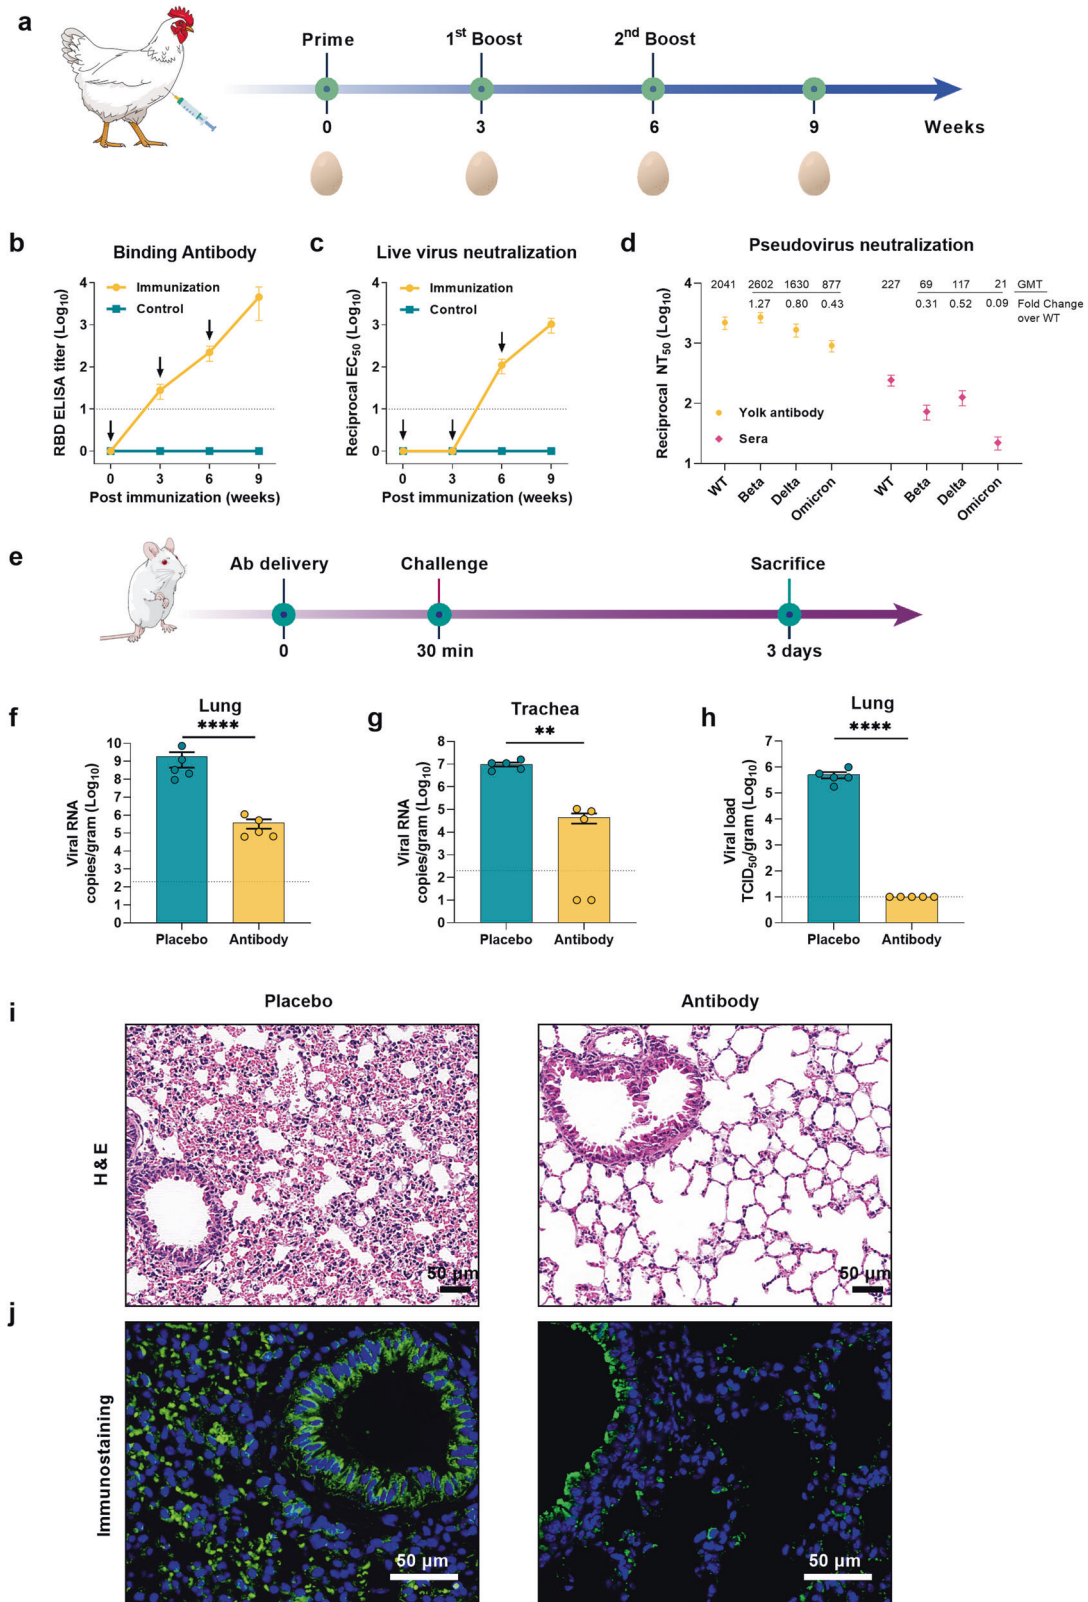 a
Prime
1st Boost
2nd Boost
0
3
6
9
Weeks
b
Binding Antibody
RBD ELISA titer (Log10)
4
3
2
1
0
Immunization
Control
0
3
6
9
Post immunization (weeks)
c
Live virus neutralization
Reciprocal EC50 (Log10)
4
3
2
1
0
Immunization
Control
0
3
6
9
Post immunization (weeks)
d
Pseudovirus neutralization
Reciprocal NT50 (Log10)
4
3
2
1
2041 2602 1630 877 227 69 117 21 GMT
1.27 0.80 0.43 0.31 0.52 0.09 Fold Change
over WT
Yolk antibody
Sera
WT
Beta
Delta
Omicron
WT
Beta
Delta
Omicron
e
Ab delivery
Challenge
Sacrifice
0
30 min
3 days
f
Lung
****
Viral RNA
copies/gram (Log10)
10
9
8
7
6
5
4
3
2
1
0
Placebo
Antibody
g
Trachea
**
Viral RNA
copies/gram (Log10)
8
7
6
5
4
3
2
1
0
Placebo
Antibody
h
Lung
****
Viral load
TCID50/gram (Log10)
7
6
5
4
3
2
1
0
Placebo
Antibody
i
Placebo
Antibody
H&E
50 µm
50 µm
j
Immunostaining
50 µm
50 µm